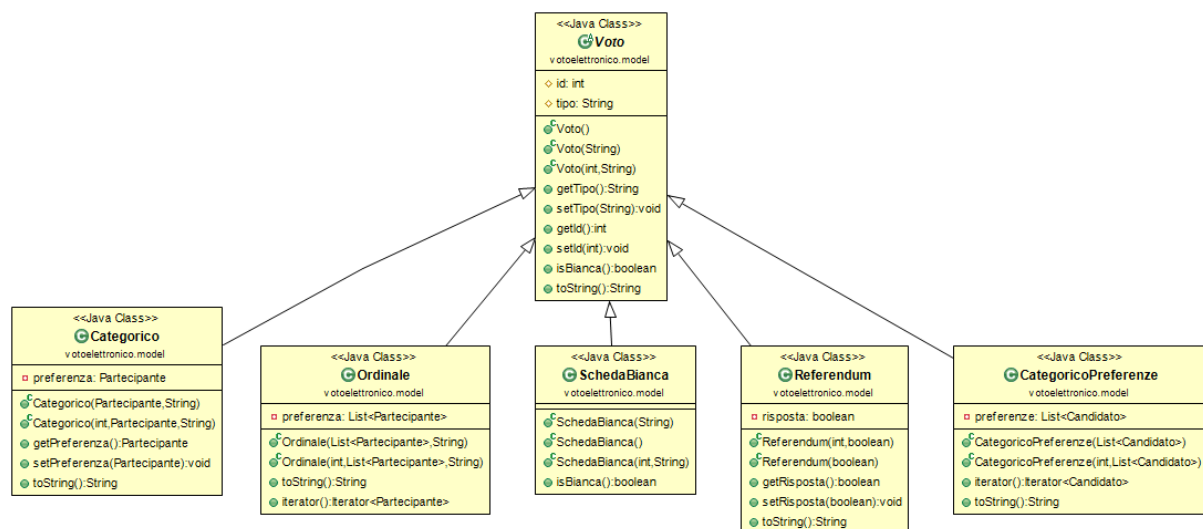 <<Java Class>>
Voto
votoelettronico.model
id: int
tipo: String
Voto()
Voto(String)
Voto(int,String)
getTipo():String
setTipo(String):void
getId():int
setId(int):void
isBianca():boolean
toString():String
<<Java Class>>
Categorico
votoelettronico.model
preferenza: Partecipante
Categorico(Partecipante,String)
Categorico(int,Partecipante,String)
getPreferenza():Partecipante
setPreferenza(Partecipante):void
toString():String
<<Java Class>>
Ordinale
votoelettronico.model
preferenza: List<Partecipante>
Ordinale(List<Partecipante>,String)
Ordinale(int,List<Partecipante>,String)
toString():String
iterator():Iterator<Partecipante>
<<Java Class>>
SchedaBianca
votoelettronico.model
SchedaBianca(String)
SchedaBianca()
SchedaBianca(int,String)
isBianca():boolean
<<Java Class>>
Referendum
votoelettronico.model
risposta: boolean
Referendum(int,boolean)
Referendum(boolean)
getRisposta():boolean
setRisposta(boolean):void
toString():String
<<Java Class>>
CategoricoPreferenze
votoelettronico.model
preferenze: List<Candidato>
CategoricoPreferenze(List<Candidato>)
CategoricoPreferenze(int,List<Candidato>)
iterator():Iterator<Candidato>
toString():String